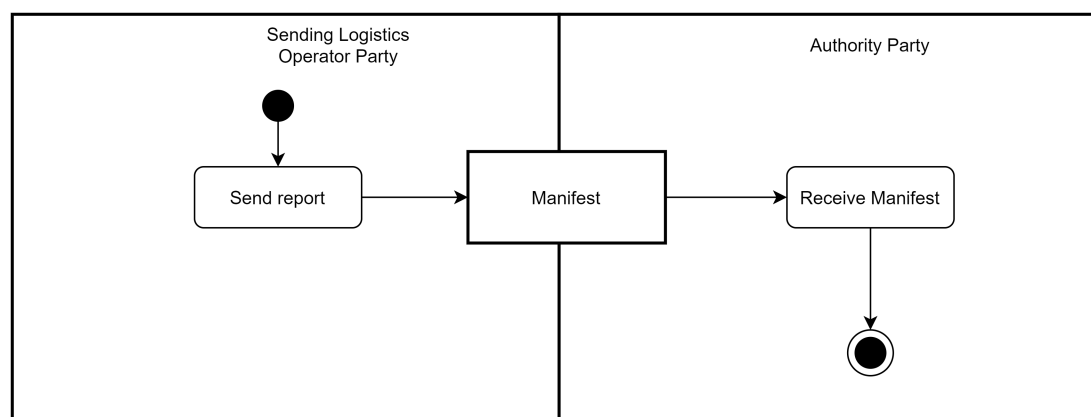 Sending Logistics
Operator Party
Authority Party
Send report
Manifest
Receive Manifest